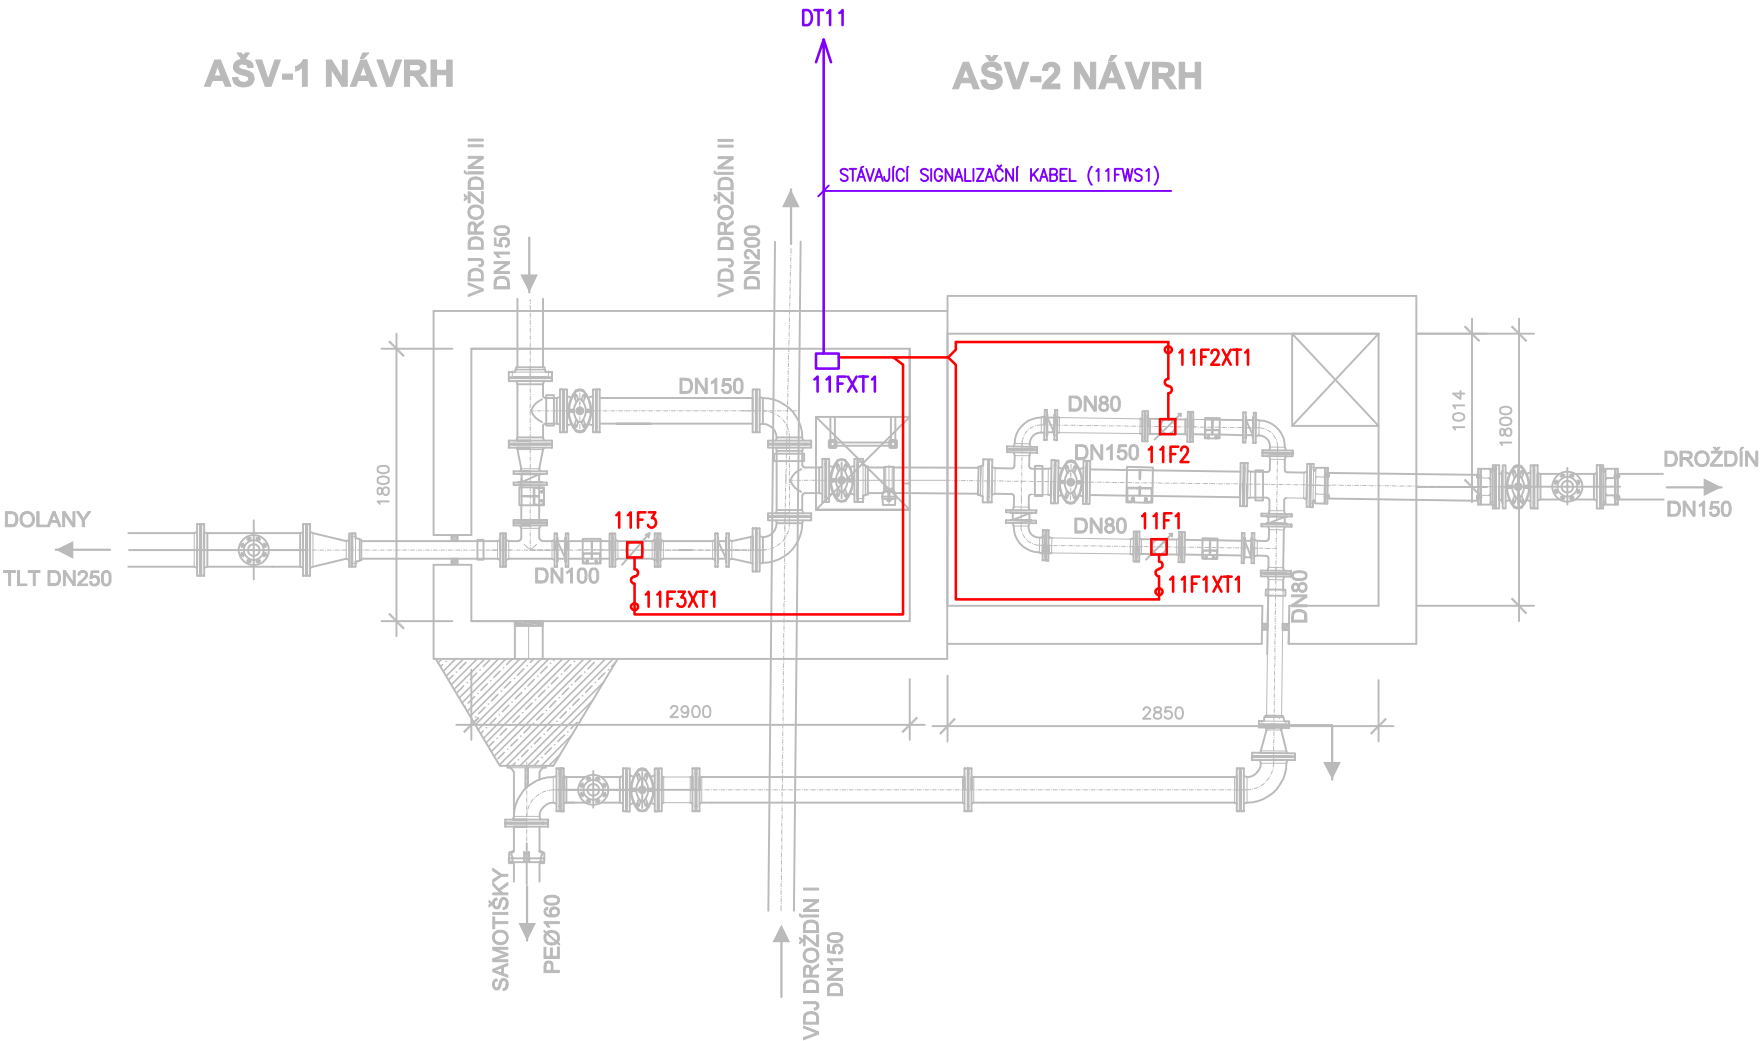 DT11
AŠV-1 NÁVRH
AŠV-2 NÁVRH
STÁVAJÍCÍ SIGNALIZAČNÍ KABEL (11FWS1)
VDJ DROŽDÍN II
DN150
VDJ DROŽDÍN II
DN200
11FXT1
11F2XT1
DN150
DN80
11F2
DN150
1014
1800
1800
DROŽDÍN
DN150
DOLANY
TLT DN250
11F3
DN100
11F3XT1
DN80
11F1
11F1XT1
DN80
2900
2850
SAMOTIŠKY
PEØ160
VDJ DROŽDÍN I
DN150